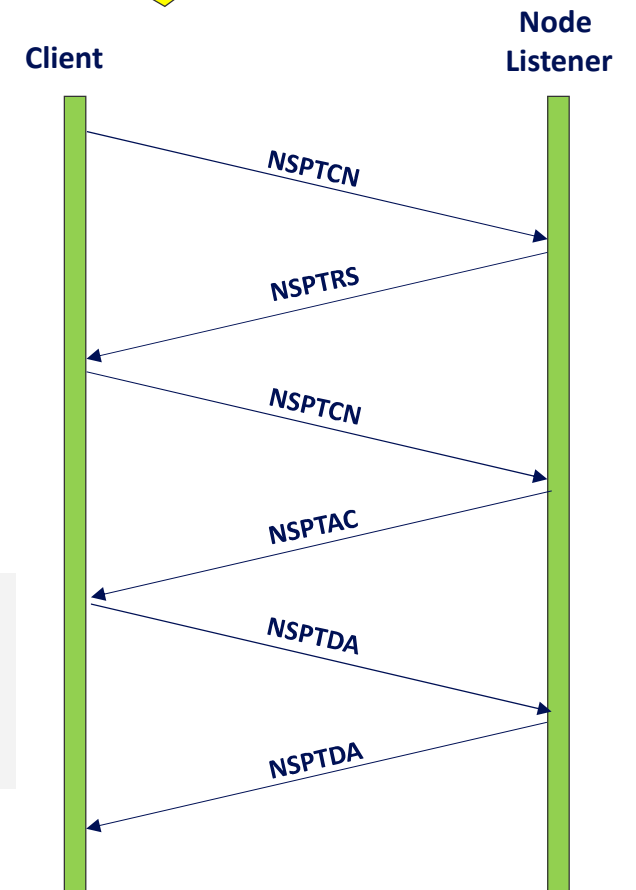 Client
Node
Listener
NSPTCN
NSPTRS
NSPTCN
NSPTAC
NSPTDA
NSPTDA